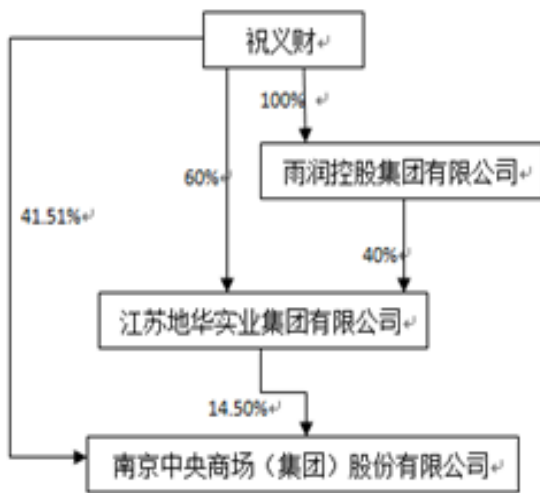 祝义财↵
100% ↵
雨润控股集团有限公司↵
60%↵
41.51%↵
40%↵
江苏地华实业集团有限公司↵
14.50%↵
南京中央商场（集团）股份有限公司↵